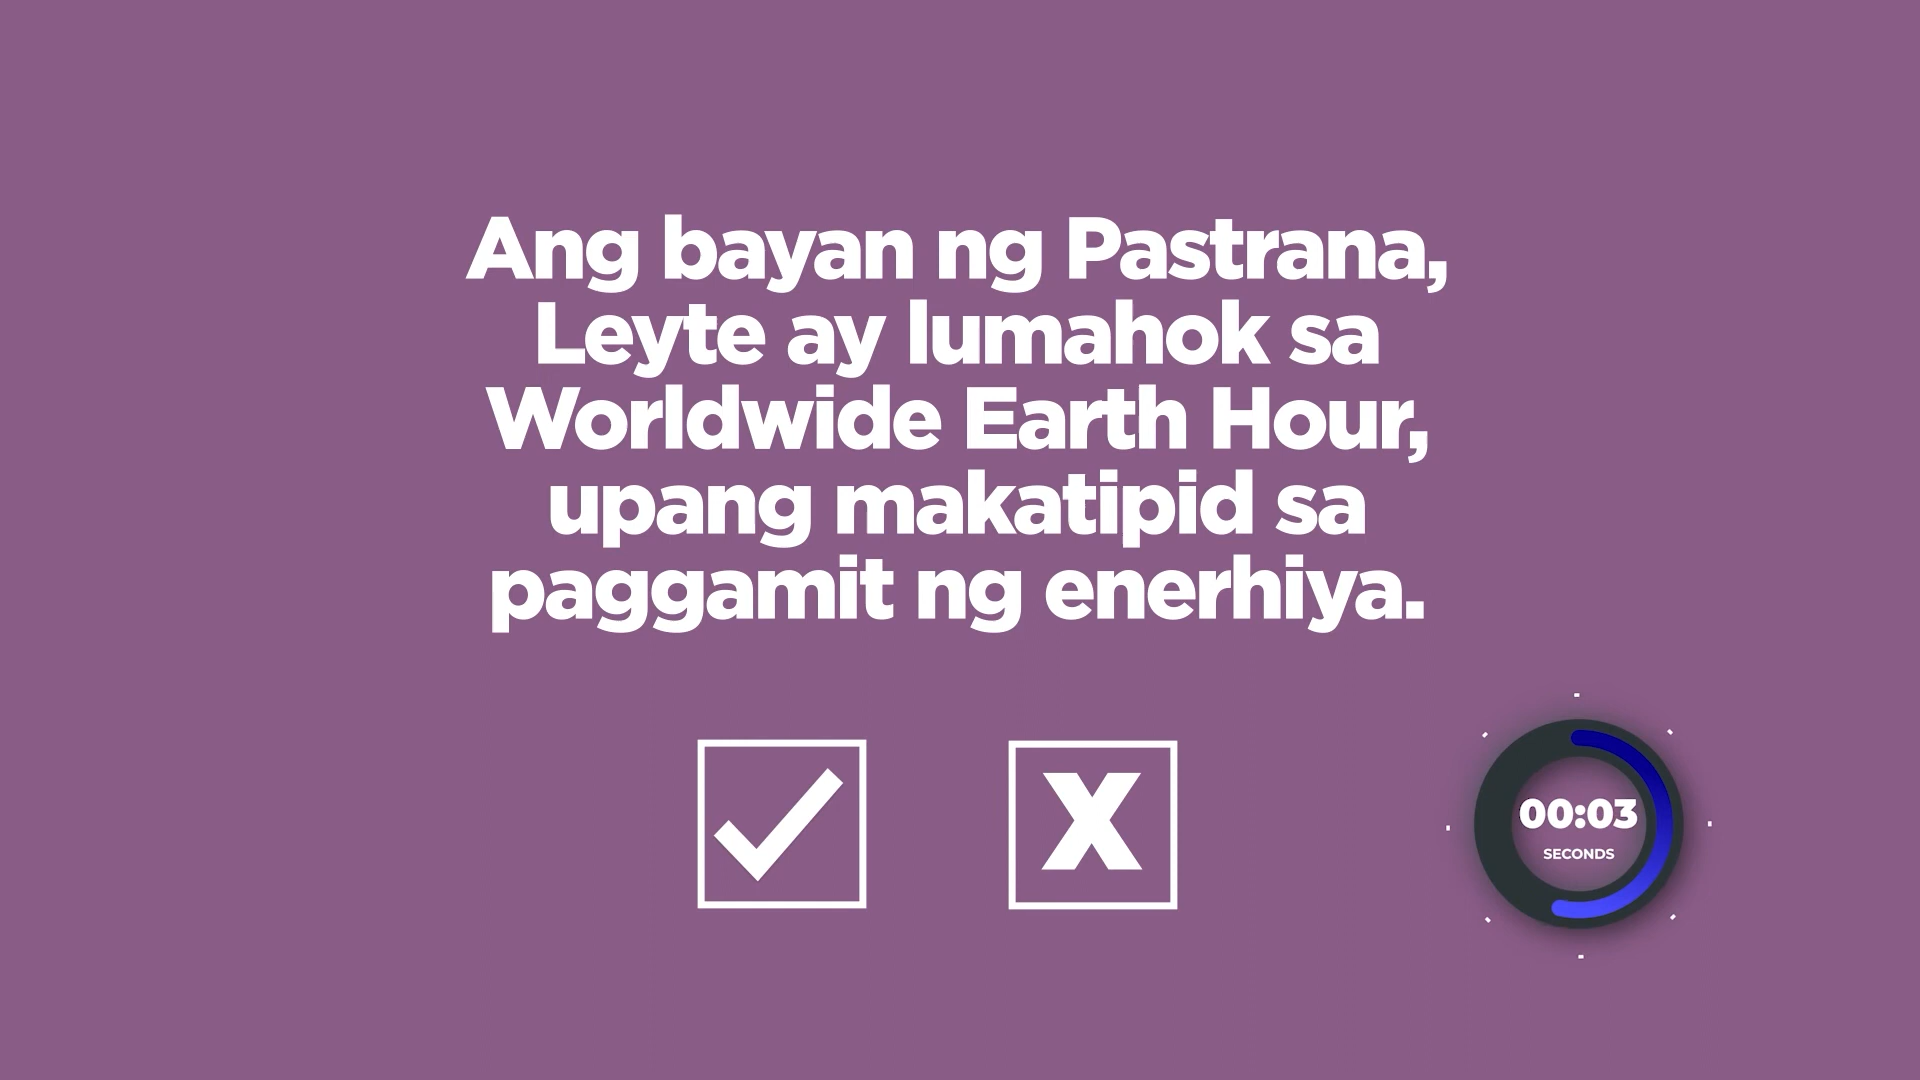 Ang bayan ng Pastrana,
Leyte ay lumahok sa
Worldwide Earth Hour,
upang makatipid sa
paggamit ng enerhiya.
X
00:03
SECONDS